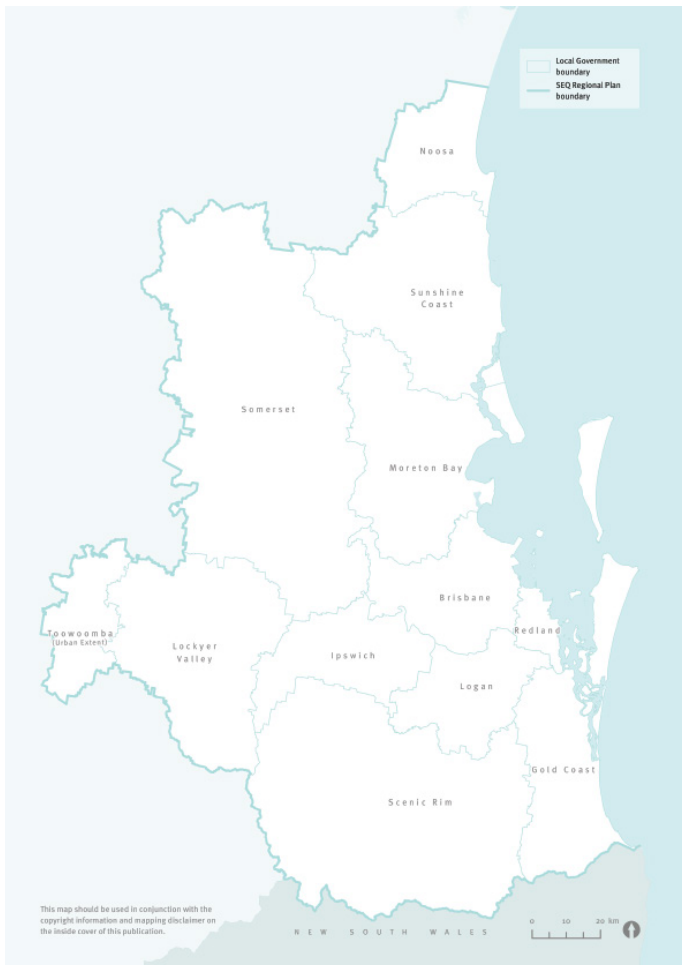 Local Government
boundary
SEQ Regional Plan
boundary
Noosa
Sunshine
Coast
Somerset
Moreton Bay
Brisbane
Redland
Toowoomba
(Urban Extent)
Lockyer
Valley
Ipswich
Logan
Gold Coast
Scenic Rim
This map should be used in conjunction with the
copyright information and mapping disclaimer on
the inside cover of this publication.
NEW SOUTH WALES
0 10 20 km